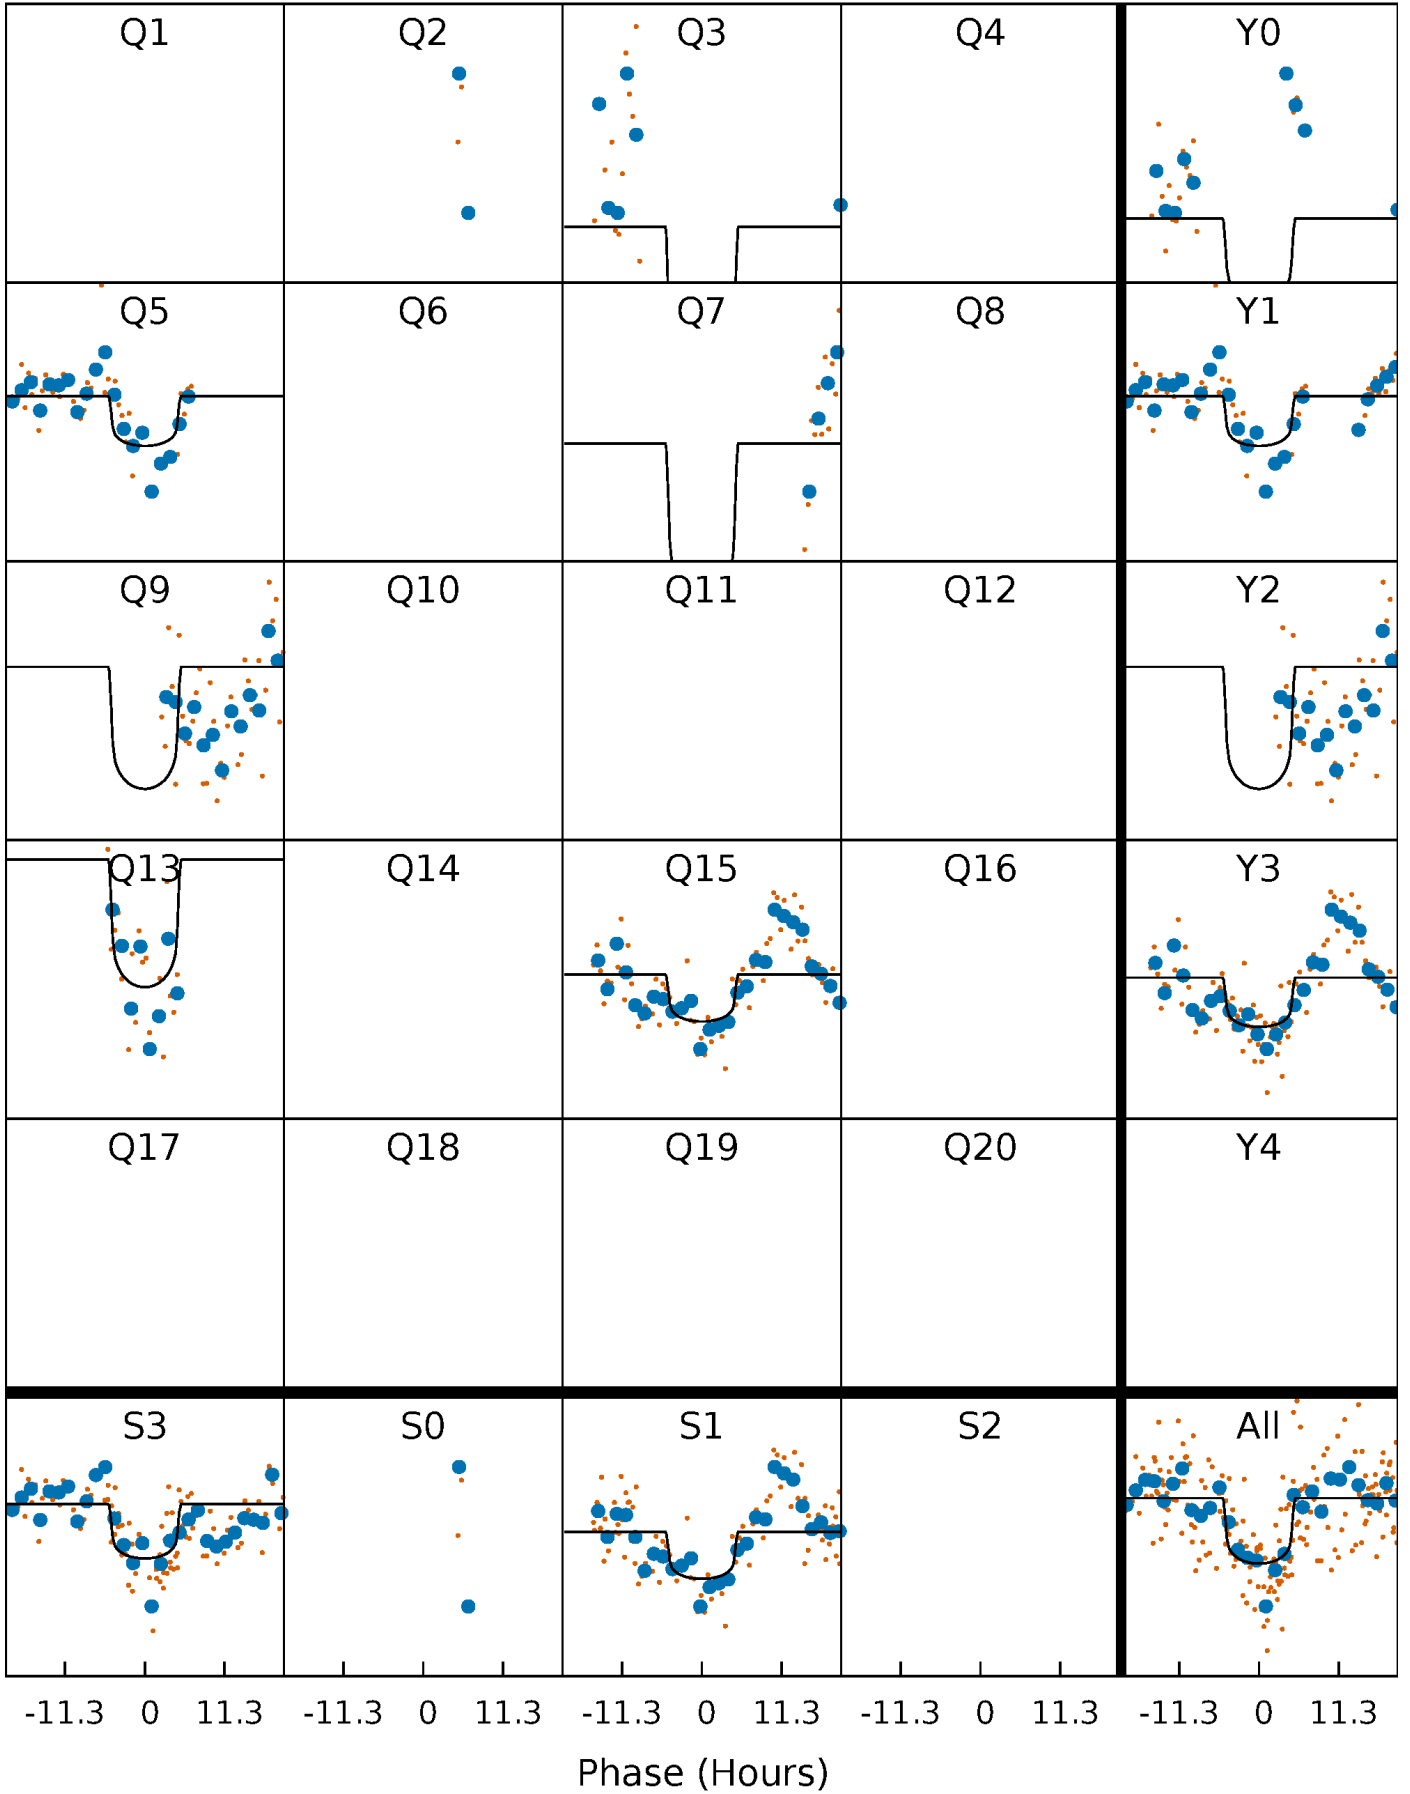 Q1 Q2 Q3 Q4 Y0
Q5 Q6 Q7 Q8 Y1
Q9 Q10 Q11 Q12 Y2
Q13 Q14 Q15 Q16 Y3
Q17 Q18 Q19 Q20 Y4
S3 S0 S1 S2 All
-11.3 0 11.3 -11.3 0 11.3 -11.3 0 11.3 -11.3 0 11.3 -11.3 0 11.3
Phase (Hours)